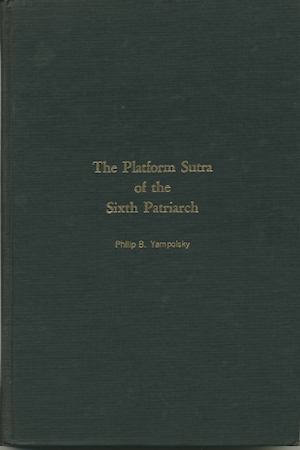 The Platform Sutra
of the
Sixth Patriarch
Philip B. Yampolsky